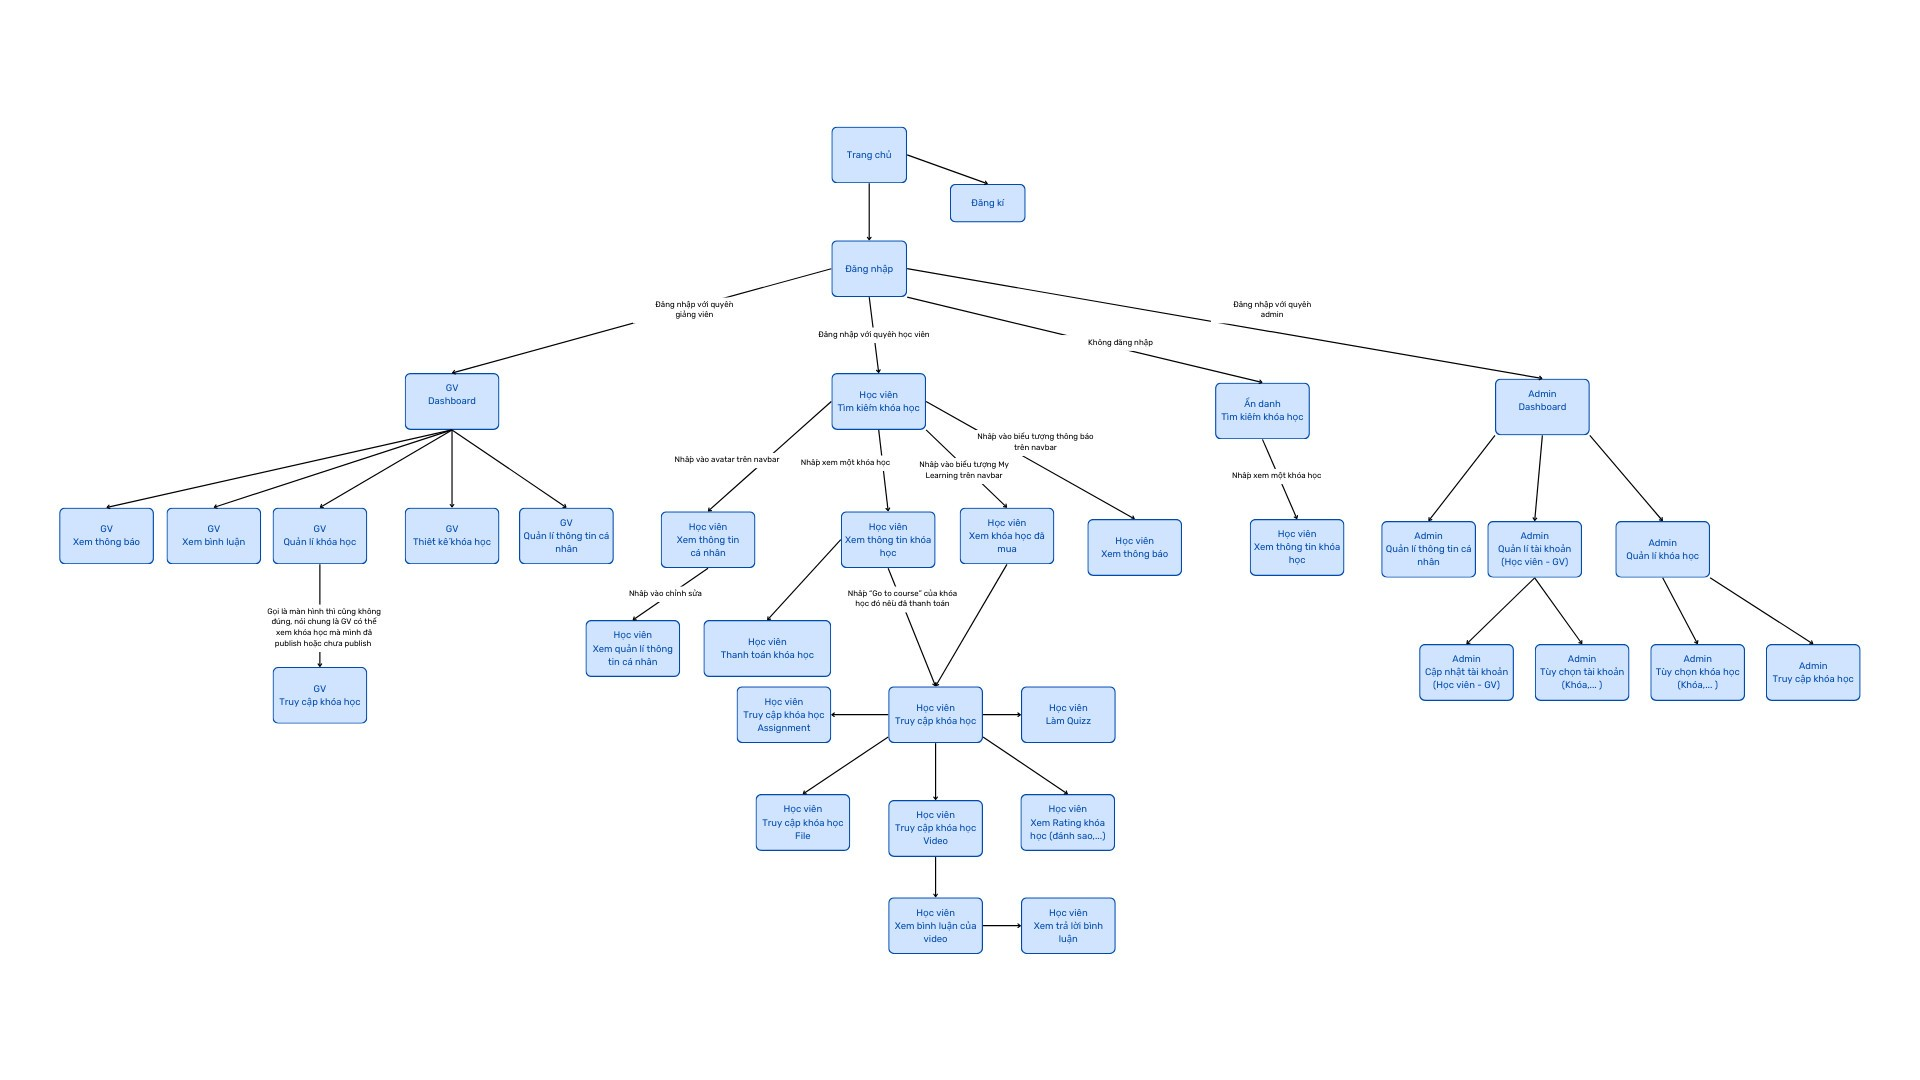 Trang chủ
Đăng kí
Đăng nhập
Đăng nhập với quyền
giảng viên
Đăng nhập với quyền học viên
Không đăng nhập
Đăng nhập với quyền
admin
GV
Dashboard
Học viên
Tìm kiếm khóa học
Ẩn danh
Tìm kiếm khóa học
Admin
Dashboard
Nhấp vào avatar trên navbar
Nhấp xem một khóa học
Nhấp vào biểu tượng My
Learning trên navbar
Nhấp vào biểu tượng thông báo
trên navbar
Nhấp xem một khóa học
GV
Xem thông báo
GV
Xem bình luận
GV
Quản lí khóa học
GV
Thiết kế khóa học
GV
Quản lí thông tin cá
nhân
Học viên
Xem thông tin
cá nhân
Học viên
Xem thông tin khóa
học
Học viên
Xem khóa học đã
mua
Học viên
Xem thông báo
Học viên
Xem thông tin khóa
học
Admin
Quản lí thông tin cá
nhân
Admin
Quản lí tài khoản
(Học viên - GV)
Admin
Quản lí khóa học
Gọi là màn hình thì cũng không
đúng, nói chung là GV có thể
xem khóa học mà mình đã
publish hoặc chưa publish
Nhấp vào chỉnh sửa
Nhấp “Go to course” của khóa
học đó nếu đã thanh toán
GV
Truy cập khóa học
Học viên
Xem quản lí thông
tin cá nhân
Học viên
Thanh toán khóa học
Admin
Cập nhật tài khoản
(Học viên - GV)
Admin
Tùy chọn tài khoản
(Khóa,... )
Admin
Tùy chọn khóa học
(Khóa,... )
Admin
Truy cập khóa học
Học viên
Truy cập khóa học
Assignment
Học viên
Truy cập khóa học
Học viên
Làm Quizz
Học viên
Truy cập khóa học
File
Học viên
Truy cập khóa học
Video
Học viên
Xem Rating khóa
học (đánh sao,...)
Học viên
Xem bình luận của
video
Học viên
Xem trả lời bình
luận